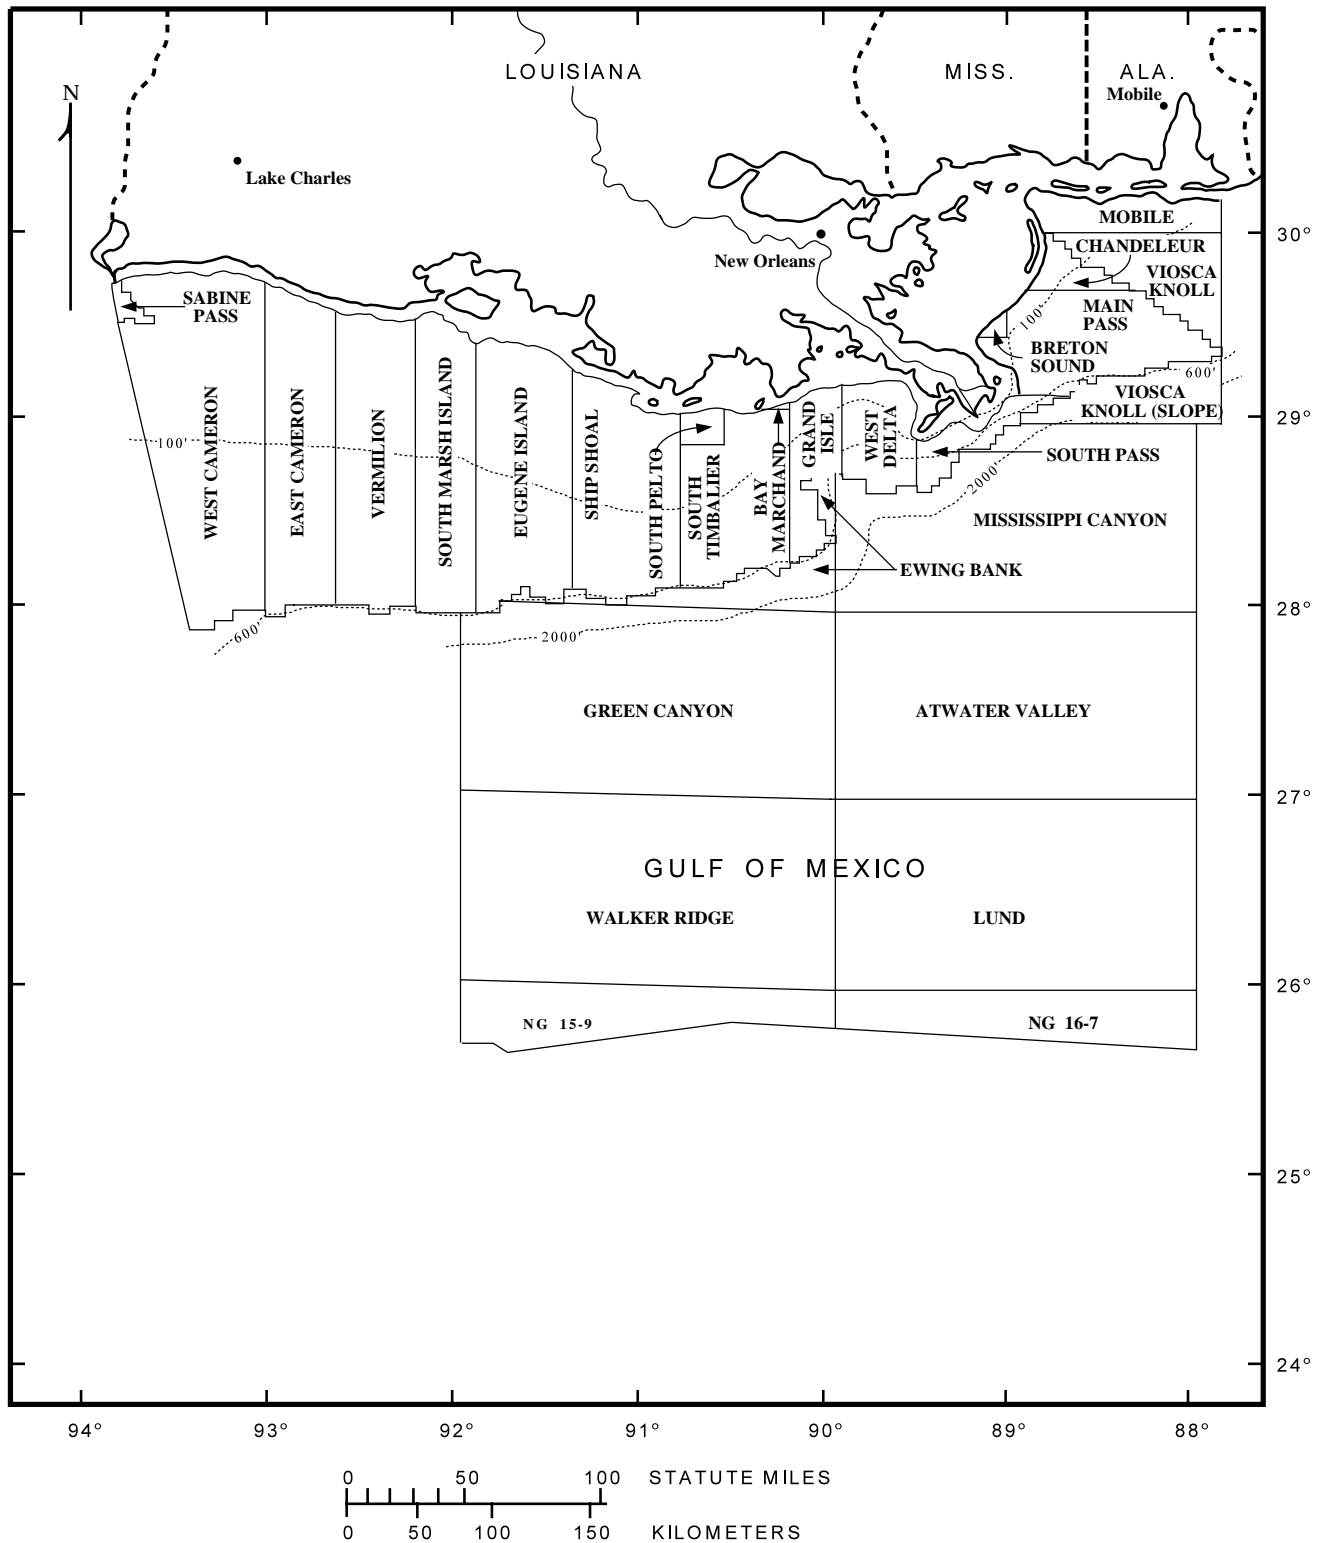 LOUISIANA
MISS.
ALA.
Mobile
N
Lake Charles
New Orleans
MOBILE
30°
CHANDELEUR
VIOSCA
KNOLL
SABINE
PASS
MAIN
PASS
100'
BRETON
SOUND
600'
VIOSCA
KNOLL (SLOPE)
29°
WEST CAMERON
EAST CAMERON
VERMILION
SOUTH MARSH ISLAND
EUGENE ISLAND
SHIP SHOAL
SOUTH PELTO
SOUTH
TIMBALIER
BAY
MARCHAND
GRAND
ISLE
WEST
DELTA
100'
SOUTH PASS
2000'
MISSISSIPPI CANYON
EWING BANK
28°
600'
2000'
GREEN CANYON
ATWATER VALLEY
27°
GULF OF MEXICO
WALKER RIDGE
LUND
26°
NG 15-9
NG 16-7
25°
24°
94°
93°
92°
91°
90°
89°
88°
0 50 100 STATUTE MILES
0 50 100 150 KILOMETERS